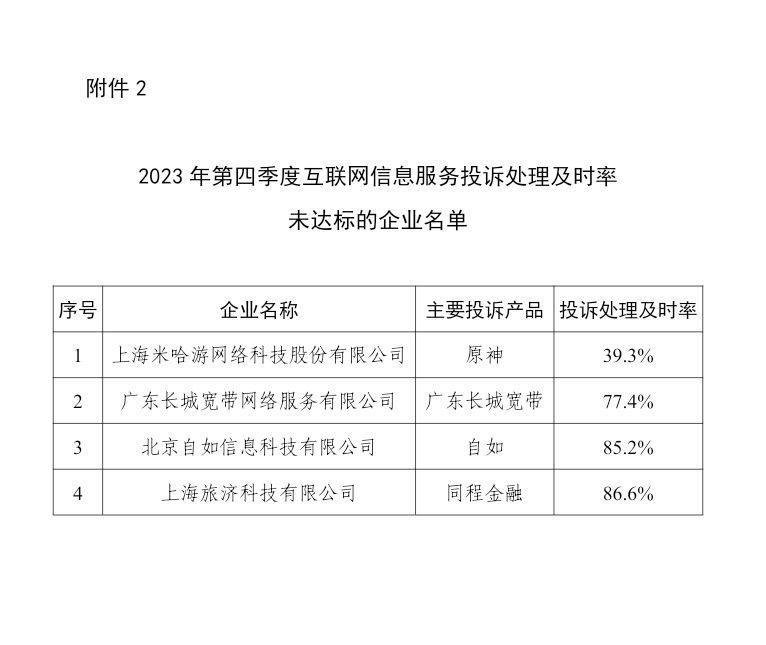 附件 2
2023 年第四季度互联网信息服务投诉处理及时率
未达标的企业名单
序号 企业名称 主要投诉产品 投诉处理及时率
1 上海米哈游网络科技股份有限公司 原神 39.3%
2 广东长城宽带网络服务有限公司 广东长城宽带 77.4%
3 北京自如信息科技有限公司 自如 85.2%
4 上海旅济科技有限公司 同程金融 86.6%